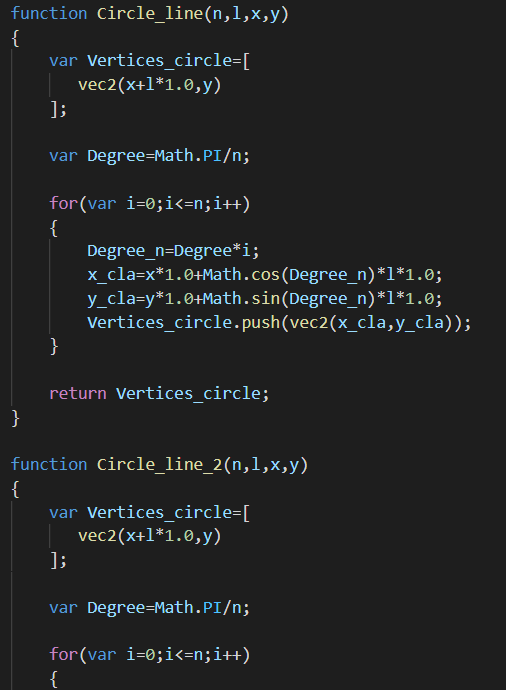 function Circle_line(n,l,x,y)
{
    var Vertices_circle=[
       vec2(x+l*1.0,y)
    ];

    var Degree=Math.PI/n;

    for(var i=0;i<=n;i++)
    {
        Degree_n=Degree*i;
        x_cla=x*1.0+Math.cos(Degree_n)*l*1.0;
        y_cla=y*1.0+Math.sin(Degree_n)*l*1.0;
        Vertices_circle.push(vec2(x_cla,y_cla));
    }

    return Vertices_circle;
}

function Circle_line_2(n,l,x,y)
{
    var Vertices_circle=[
       vec2(x+l*1.0,y)
    ];

    var Degree=Math.PI/n;

    for(var i=0;i<=n;i++)
    {